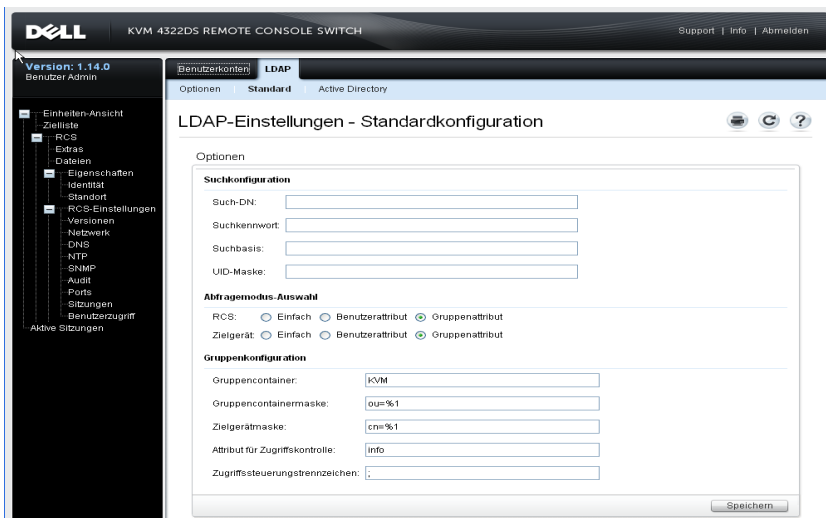 DELL KVM 4322DS REMOTE CONSOLE SWITCH Support | Info | Abmelden
Version: 1.14.0
Benutzer Admin
Einheiten-Ansicht
Zielliste
RCS
Extras
Dateien
Eigenschaften
Identität
Standort
RCS-Einstellungen
Versionen
Netzwerk
DNS
NTP
SNMP
Audit
Ports
Sitzungen
Benutzerzugriff
Aktive Sitzungen
Benutzerkonten LDAP
Optionen Standard Active Directory
LDAP-Einstellungen - Standardkonfiguration ?
Optionen
Suchkonfiguration
Such-DN:
Suchkennwort:
Suchbasis:
UID-Maske:
Abfragemodus-Auswahl
RCS: Einfach Benutzerattribut Gruppenattribut
Zielgerät: Einfach Benutzerattribut Gruppenattribut
Gruppenkonfiguration
Gruppencontainer: KVM
Gruppencontainermaske: ou=%1
Zielgerätmaske: cn=%1
Attribut für Zugriffskontrolle: info
Zugriffssteuerungstrennzeichen: ;
Speichern